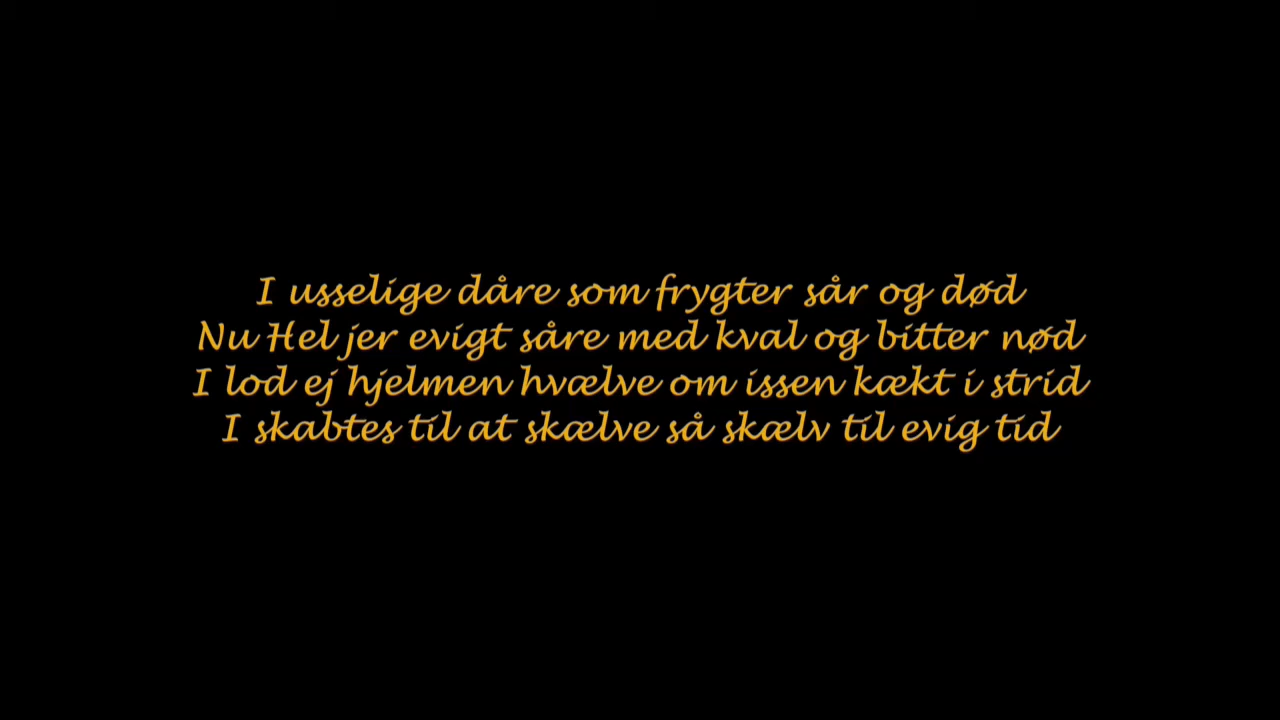 I usselige dåre som frygter sår og død
Nu Hel jer evigt såre med kval og bitter nød
I lod ej hjelmen hvælve om issen kækt i strid
I skabtes til at skælve så skælv til evig tid